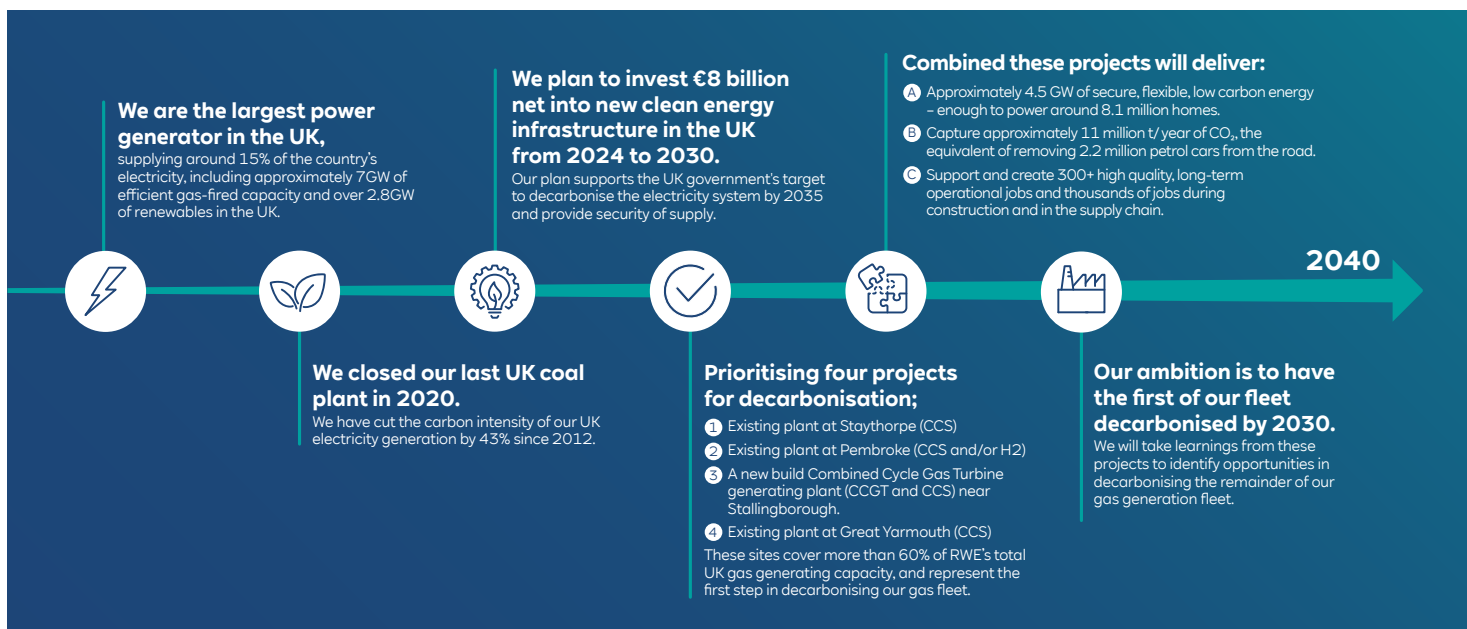 We are the largest power
generator in the UK,
supplying around 15% of the country's
electricity, including approximately 7GW of
efficient gas-fired capacity and over 2.8GW
of renewables in the UK.
We closed our last UK coal
plant in 2020.
We have cut the carbon intensity of our UK
electricity generation by 43% since 2012.
We plan to invest €8 billion
net into new clean energy
infrastructure in the UK
from 2024 to 2030.
Our plan supports the UK government's target
to decarbonise the electricity system by 2035
and provide security of supply.
Prioritising four projects
for decarbonisation;
1 Existing plant at Staythorpe (CCS)
2 Existing plant at Pembroke (CCS and/or H2)
3 A new build Combined Cycle Gas Turbine
generating plant (CCGT and CCS) near
Stallingborough.
4 Existing plant at Great Yarmouth (CCS)
These sites cover more than 60% of RWE's total
UK gas generating capacity, and represent the
first step in decarbonising our gas fleet.
Combined these projects will deliver:
A Approximately 4.5 GW of secure, flexible, low carbon energy
– enough to power around 8.1 million homes.
B Capture approximately 11 million t/year of CO₂, the
equivalent of removing 2.2 million petrol cars from the road.
C Support and create 300+ high quality, long-term
operational jobs and thousands of jobs during
construction and in the supply chain.
Our ambition is to have
the first of our fleet
decarbonised by 2030.
We will take learnings from these
projects to identify opportunities in
decarbonising the remainder of our
gas generation fleet.
2040